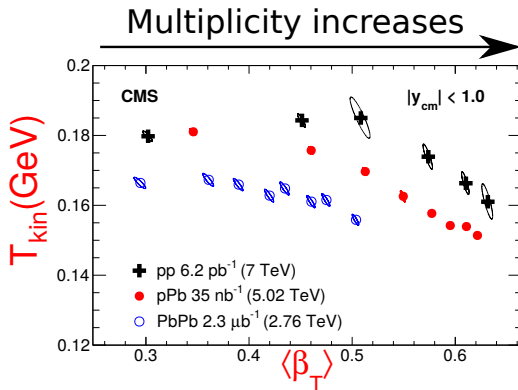 Multiplicity increases
CMS
|y_cm| < 1.0
T_kin(GeV)
0.2
0.18
0.16
0.14
0.12
pp 6.2 pb⁻¹ (7 TeV)
pPb 35 nb⁻¹ (5.02 TeV)
PbPb 2.3 μb⁻¹ (2.76 TeV)
0.3 0.4 0.5 0.6
⟨β_T⟩